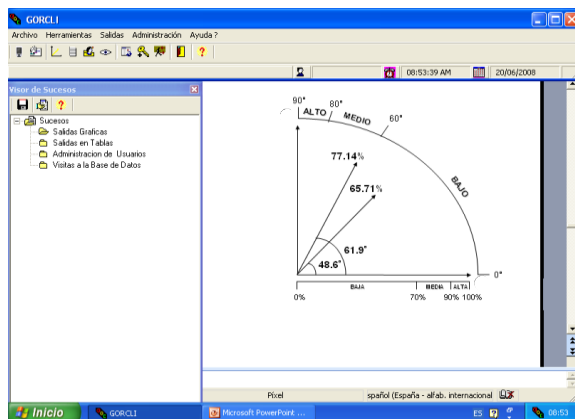 GORCLI
Archivo Herramientas Salidas Administración Ayuda ?
08:53:39 AM 20/06/2008
Visor de Sucesos
Sucesos
Salidas Graficas
Salidas en Tablas
Administracion de Usuarios
Visitas a la Base de Datos
90° 80° 60°
ALTO MEDIO BAJO
77.14%
65.71%
61.9°
48.6°
0°
BAJA MEDIA ALTA
0% 70% 90% 100%
Píxel spañol (España - alfab. internacional
Inicio GORCLI Microsoft PowerPoint ... ES 08:53